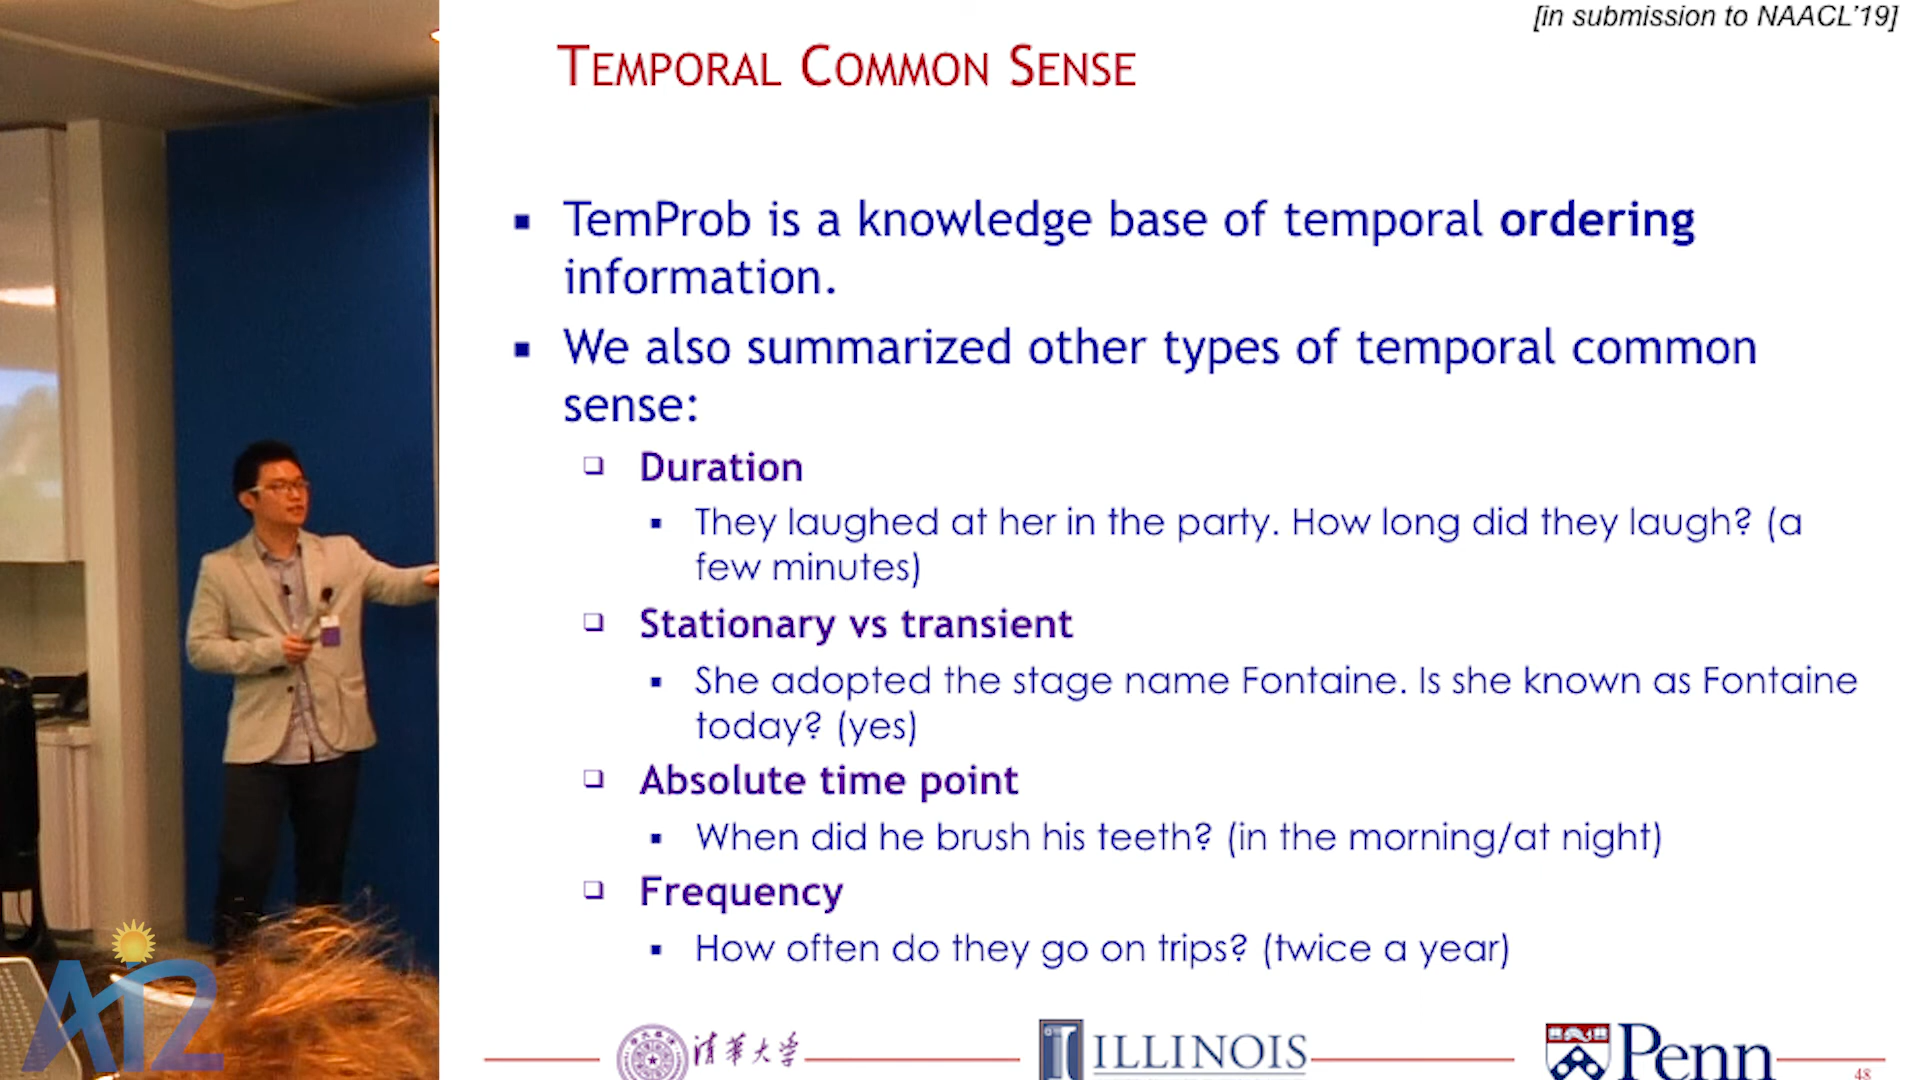 [in submission to NAACL'19]
TEMPORAL COMMON SENSE
▪ TemProb is a knowledge base of temporal ordering
information.
▪ We also summarized other types of temporal common
sense:
❑ Duration
▪ They laughed at her in the party. How long did they laugh? (a
few minutes)
❑ Stationary vs transient
▪ She adopted the stage name Fontaine. Is she known as Fontaine
today? (yes)
❑ Absolute time point
▪ When did he brush his teeth? (in the morning/at night)
❑ Frequency
▪ How often do they go on trips? (twice a year)
AI2
清華大学
ILLINOIS
Penn
48